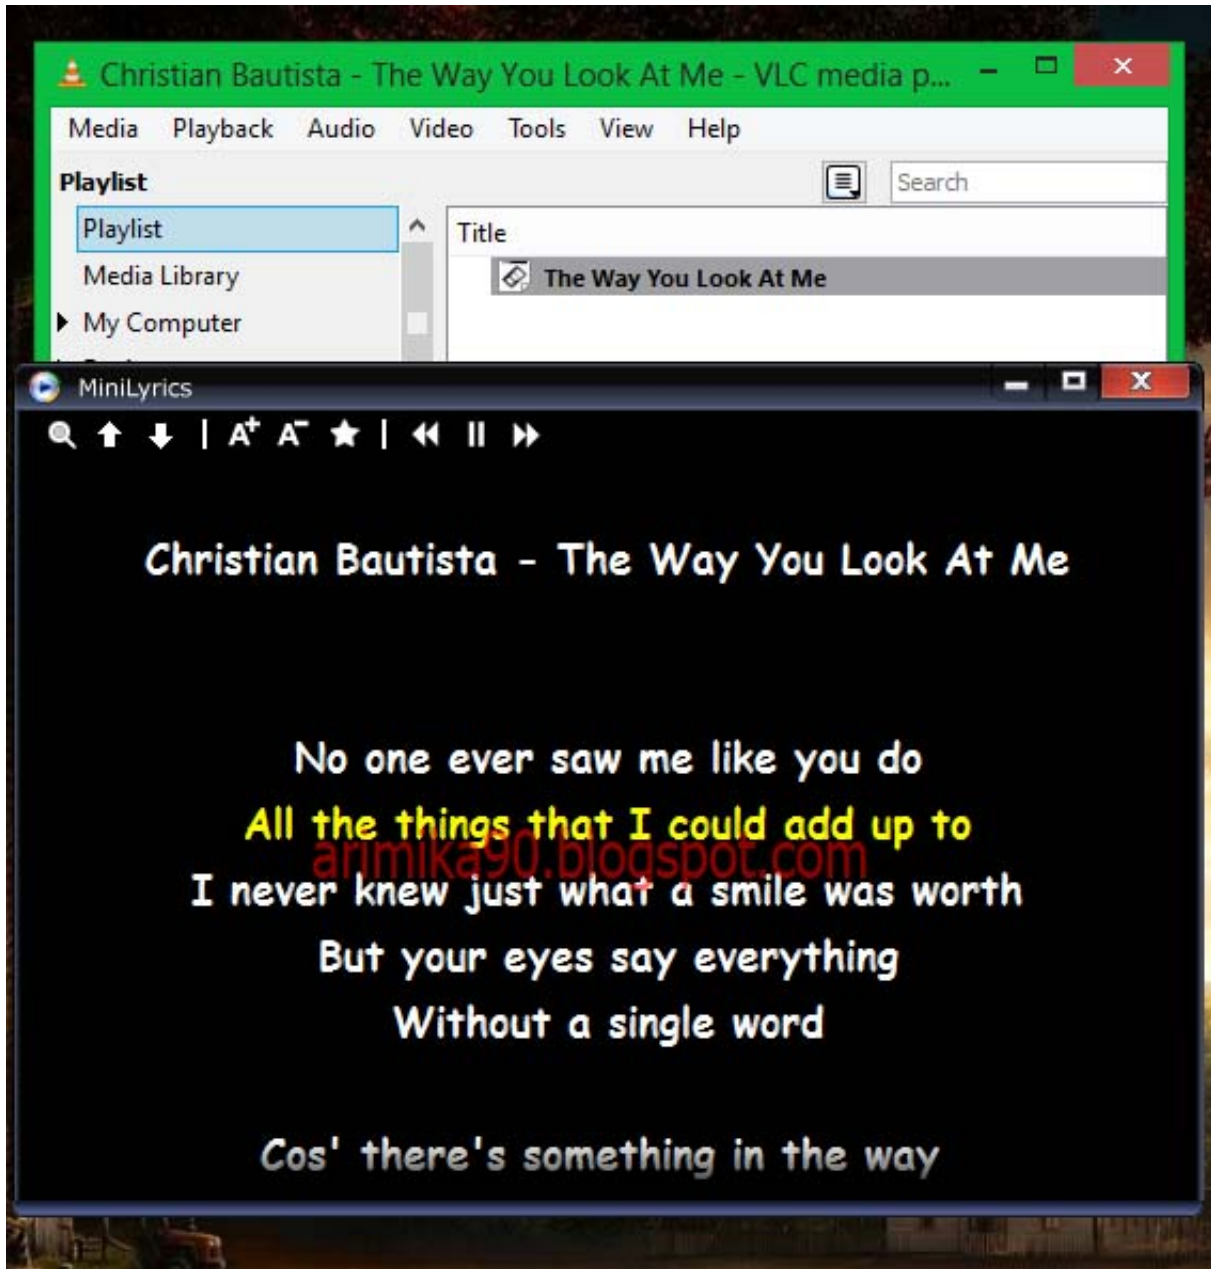 Christian Bautista - The Way You Look At Me - VLC media p...
Media Playback Audio Video Tools View Help
Playlist
Search
Playlist
Title
Media Library
The Way You Look At Me
My Computer
MiniLyrics
A+ A-
Christian Bautista - The Way You Look At Me
No one ever saw me like you do
All the things that I could add up to
arimika90.blogspot.com
I never knew just what a smile was worth
But your eyes say everything
Without a single word
Cos' there's something in the way